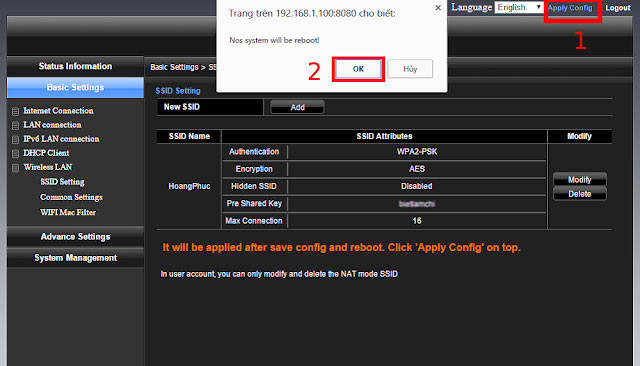 Language English Apply Config Logout
1
Trang trên 192.168.1.100:8080 cho biết:
Nos system will be reboot!
2
OK Hủy
Status Information
Basic Settings
Internet Connection
LAN connection
IPv6 LAN connection
DHCP Client
Wireless LAN
SSID Setting
Common Settings
WIFI Mac Filter
Advance Settings
System Management
Basic Settings >
SSID Setting
New SSID Add
SSID Name SSID Attributes Modify
HoangPhuc
Authentication WPA2-PSK
Encryption AES
Hidden SSID Disabled
Pre Shared Key
Max Connection 16
Modify
Delete
It will be applied after save config and reboot. Click 'Apply Config' on top.
In user account, you can only modify and delete the NAT mode SSID